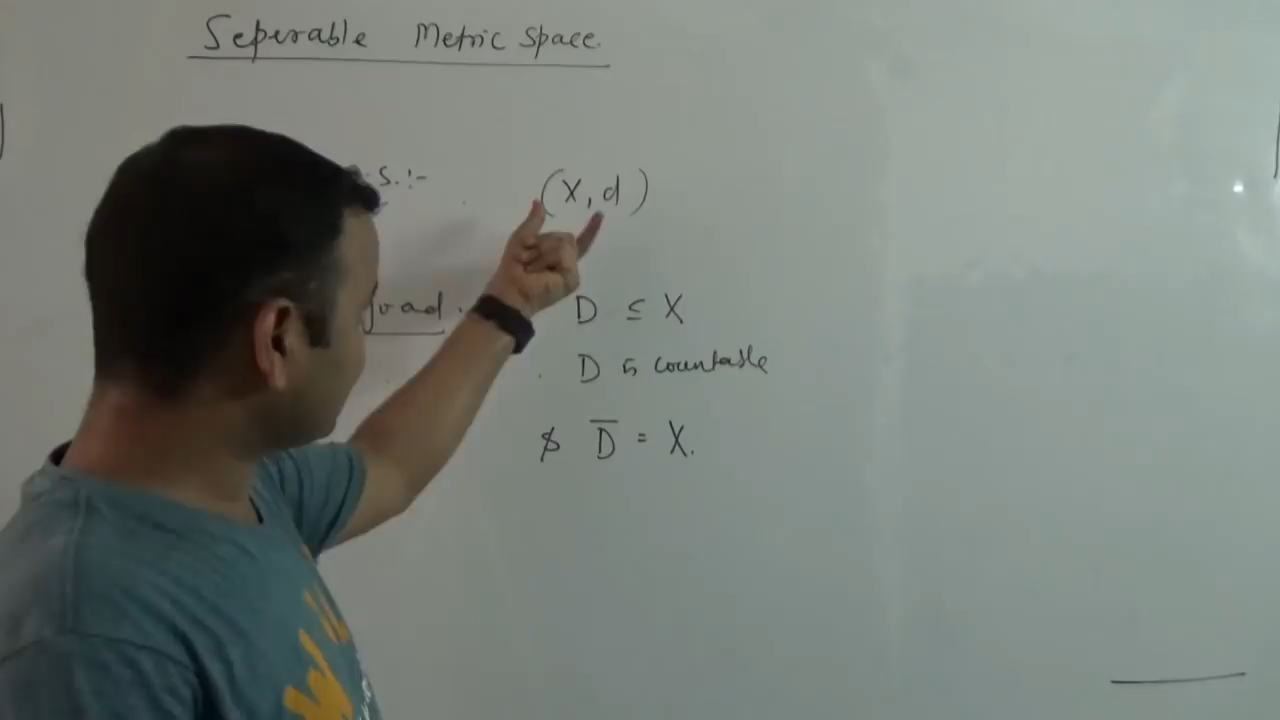 Seperable Metric Space.
S.:- (X, d)
D ⊆ X
D is countable
& D̅ = X.